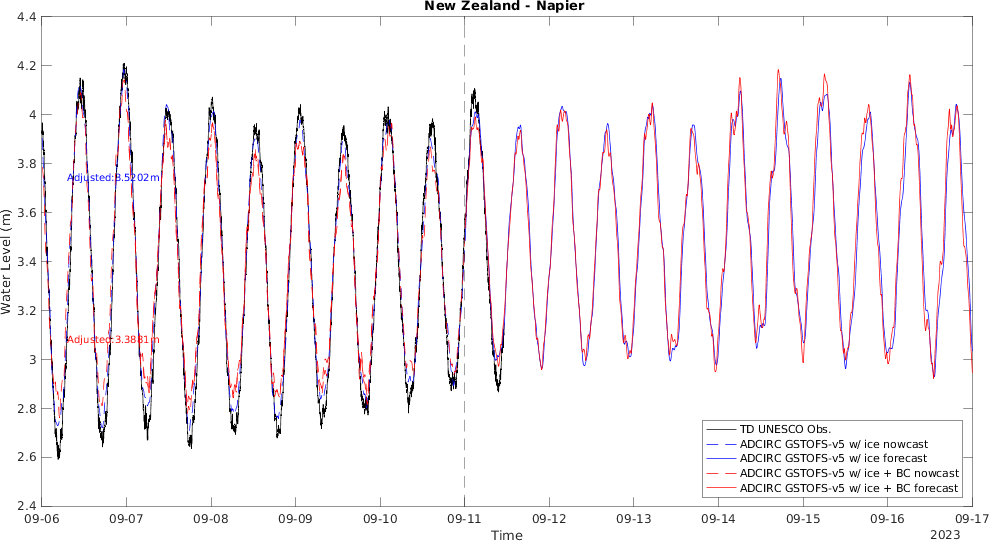 New Zealand - Napier
4.4
4.2
4
3.8
3.6
3.4
3.2
3
2.8
2.6
2.4
Water Level (m)
Adjusted:3.5202m
Adjusted:3.3881m
TD UNESCO Obs.
ADCIRC GSTOFS-v5 w/ ice nowcast
ADCIRC GSTOFS-v5 w/ ice forecast
ADCIRC GSTOFS-v5 w/ ice + BC nowcast
ADCIRC GSTOFS-v5 w/ ice + BC forecast
09-06 09-07 09-08 09-09 09-10 09-11 09-12 09-13 09-14 09-15 09-16 09-17
Time
2023